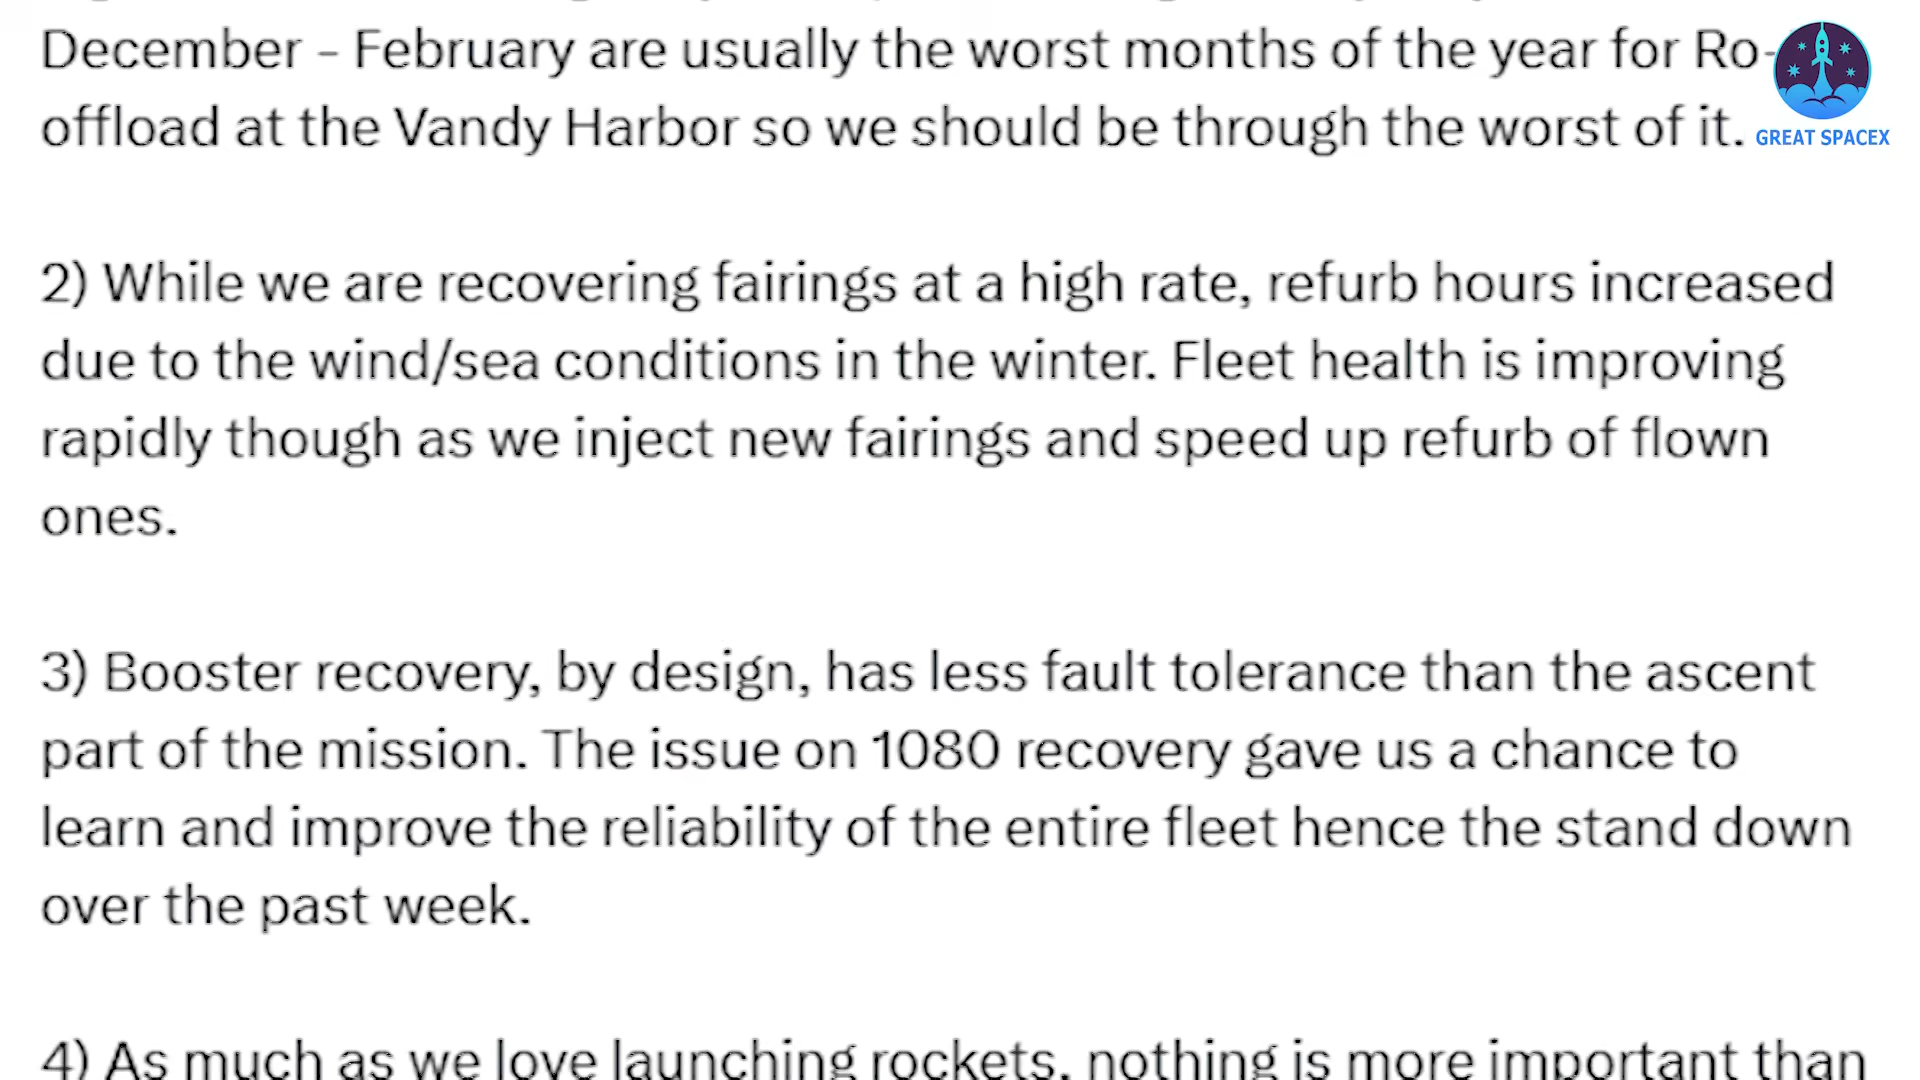 December - February are usually the worst months of the year for Ro-
offload at the Vandy Harbor so we should be through the worst of it.
GREAT SPACEX
2) While we are recovering fairings at a high rate, refurb hours increased
due to the wind/sea conditions in the winter. Fleet health is improving
rapidly though as we inject new fairings and speed up refurb of flown
ones.
3) Booster recovery, by design, has less fault tolerance than the ascent
part of the mission. The issue on 1080 recovery gave us a chance to
learn and improve the reliability of the entire fleet hence the stand down
over the past week.
4) As much as we love launching rockets, nothing is more important than